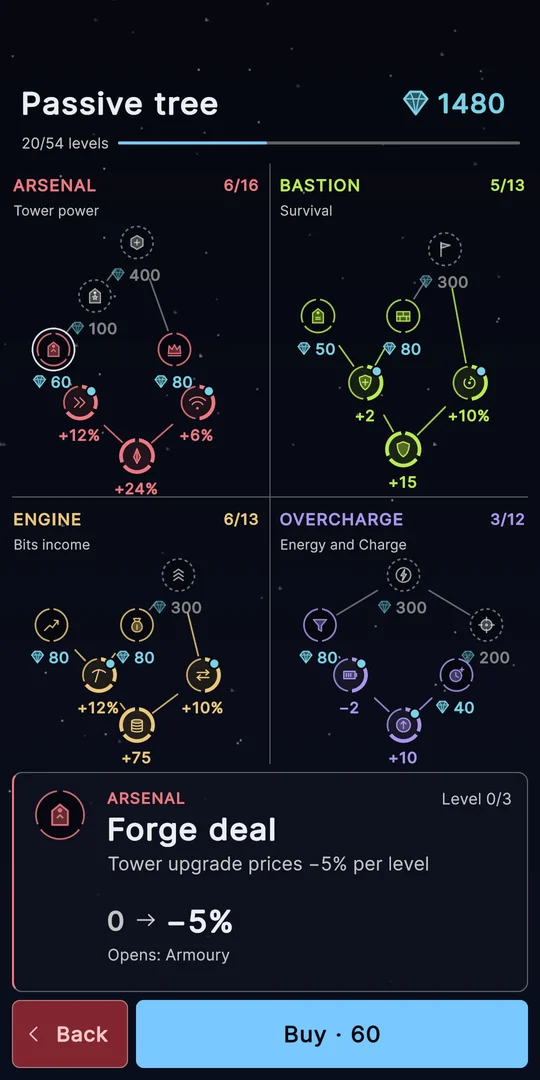 Passive tree
1480
20/54 levels
ARSENAL 6/16
Tower power
400
100
60
80
+12%
+6%
+24%
BASTION 5/13
Survival
300
50
80
+2
+10%
+15
ENGINE 6/13
Bits income
300
80
80
+12%
+10%
+75
OVERCHARGE 3/12
Energy and Charge
300
80
200
−2
40
+10
ARSENAL Level 0/3
Forge deal
Tower upgrade prices −5% per level
0 → −5%
Opens: Armoury
Back
Buy · 60